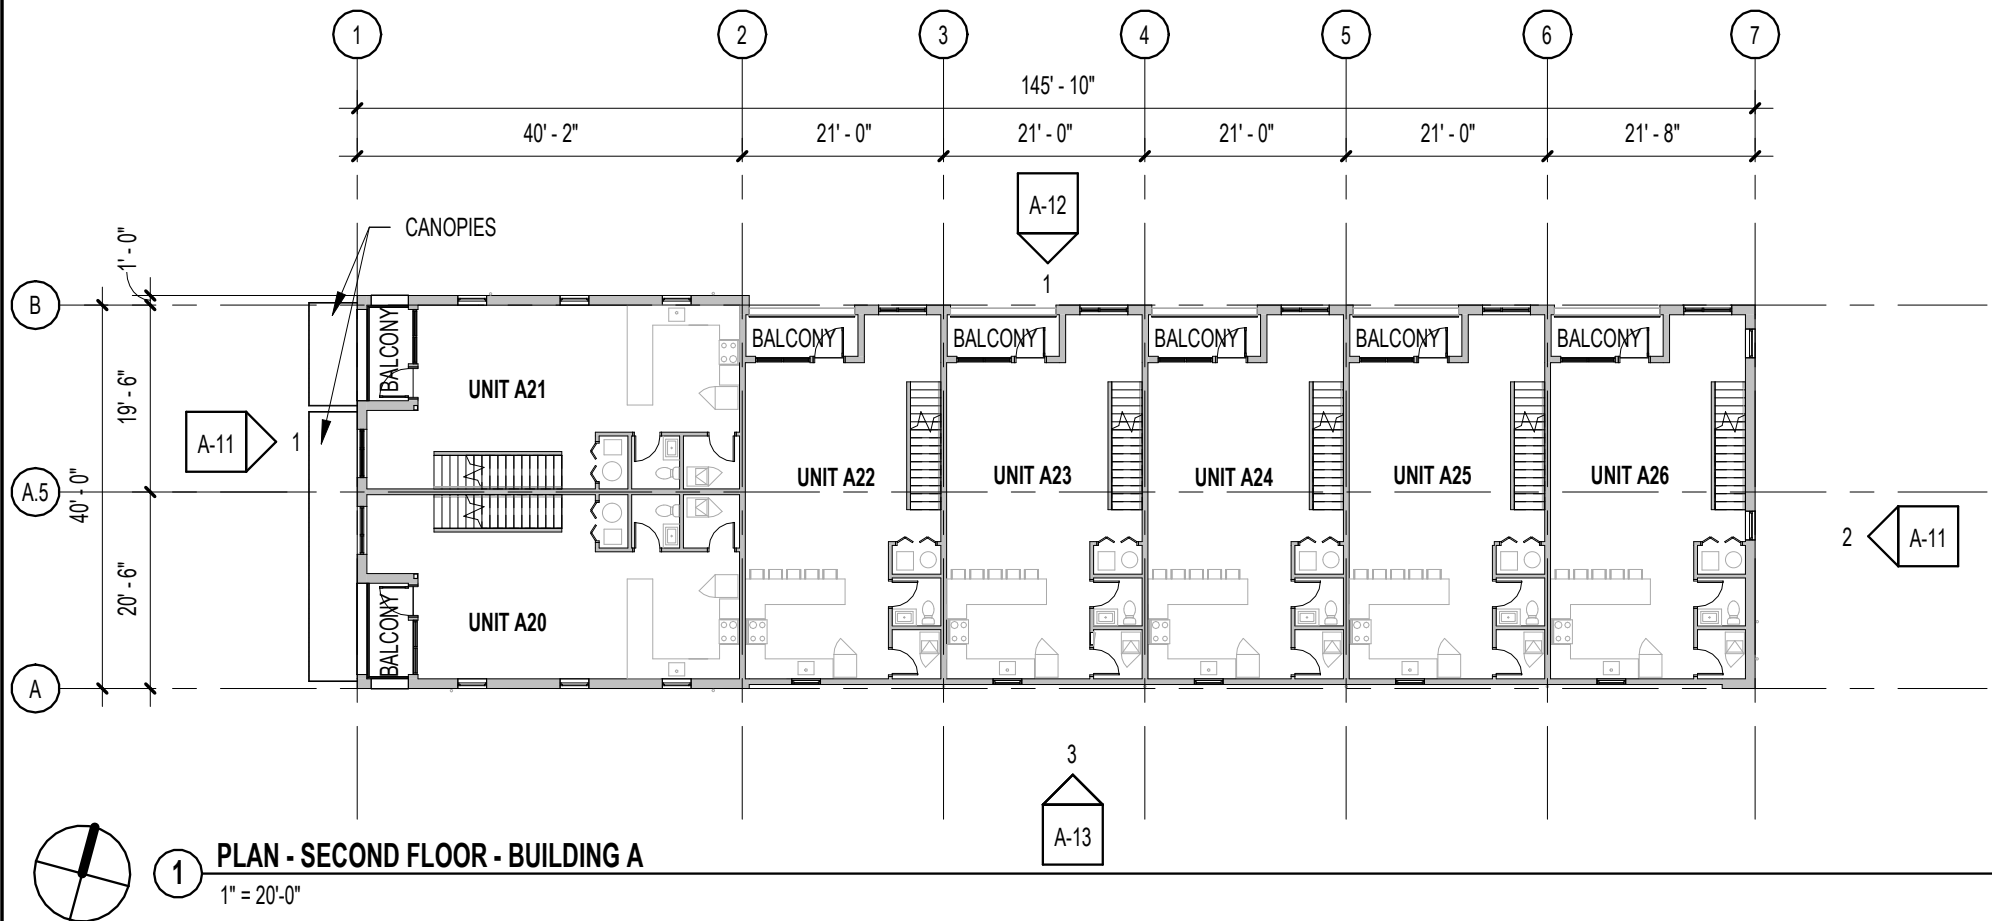 1
2
3
4
5
6
7
145' - 10"
40' - 2"
21' - 0"
21' - 0"
21' - 0"
21' - 0"
21' - 8"
A-12
1
CANOPIES
1' - 0"
B
19' - 6"
40' - 0"
A.5
20' - 6"
A
A-11
1
BALCONY
UNIT A21
BALCONY
BALCONY
BALCONY
BALCONY
BALCONY
UNIT A22
UNIT A23
UNIT A24
UNIT A25
UNIT A26
2
A-11
BALCONY
UNIT A20
3
A-13
1
PLAN - SECOND FLOOR - BUILDING A
1" = 20'-0"